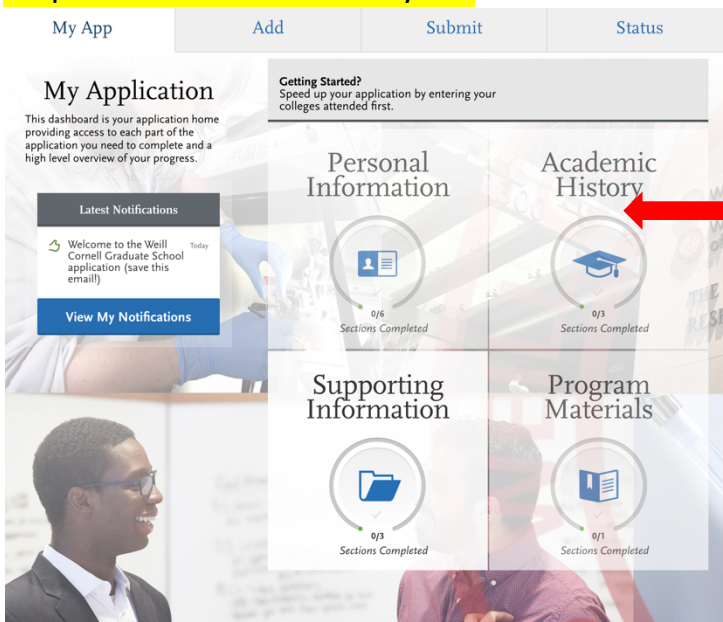 My App
Add
Submit
Status
My Application
This dashboard is your application home
providing access to each part of the
application you need to complete and a
high level overview of your progress.
Latest Notifications
Welcome to the Weill
Cornell Graduate School
application (save this
email!)
Today
View My Notifications
Getting Started?
Speed up your application by entering your
colleges attended first.
Personal
Information
0/6
Sections Completed
Academic
History
0/3
Sections Completed
Supporting
Information
0/3
Sections Completed
Program
Materials
0/1
Sections Completed
THE